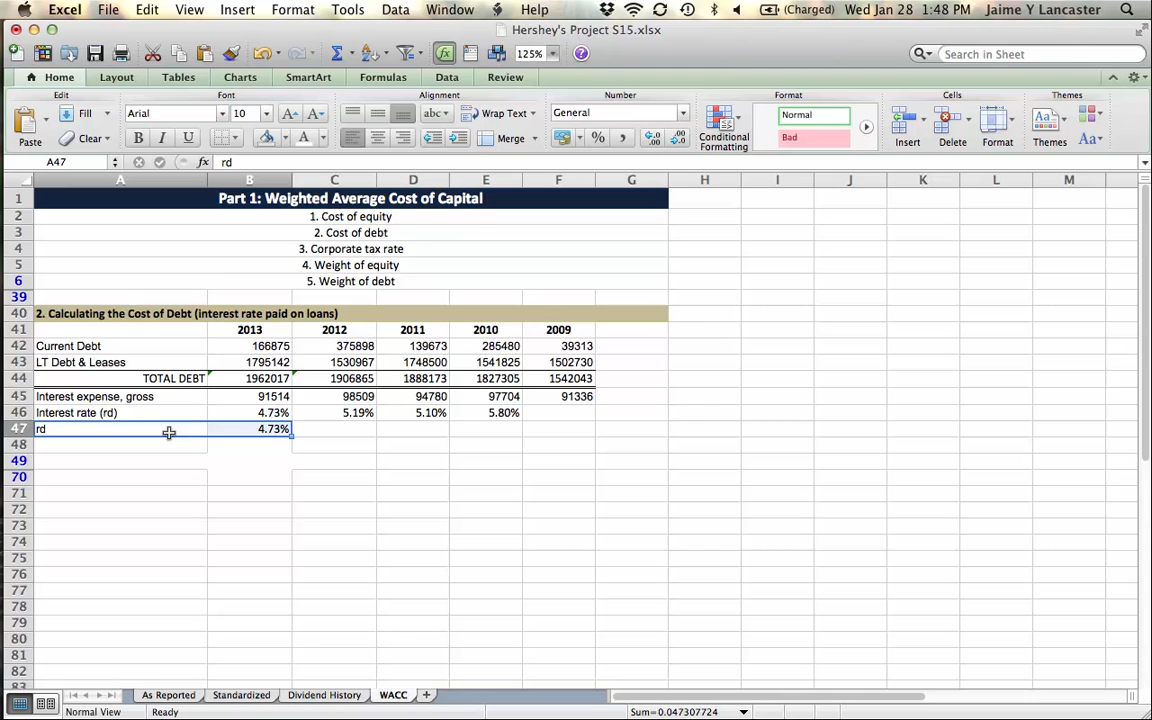 Excel File Edit View Insert Format Tools Data Window Help (Charged) Wed Jan 28 1:48 PM Jaime Y Lancaster
Hershey's Project S15.xlsx
125% Search in Sheet
Home Layout Tables Charts SmartArt Formulas Data Review
Edit Font Alignment Number Format Cells Themes
Fill Arial 10 abc Wrap Text General Normal
Paste Clear B I U Merge % Bad Conditional Formatting Insert Delete Format Themes Aa
A47 fx rd
A B C D E F G H I J K L M
1 Part 1: Weighted Average Cost of Capital
2 1. Cost of equity
3 2. Cost of debt
4 3. Corporate tax rate
5 4. Weight of equity
6 5. Weight of debt
39
40 2. Calculating the Cost of Debt (interest rate paid on loans)
41 2013 2012 2011 2010 2009
42 Current Debt 166875 375898 139673 285480 39313
43 LT Debt & Leases 1795142 1530967 1748500 1541825 1502730
44 TOTAL DEBT 1962017 1906865 1888173 1827305 1542043
45 Interest expense, gross 91514 98509 94780 97704 91336
46 Interest rate (rd) 4.73% 5.19% 5.10% 5.80%
47 rd 4.73%
48
49
70
71
72
73
74
75
76
77
78
79
80
81
82
As Reported Standardized Dividend History WACC
Normal View Ready Sum=0.047307724